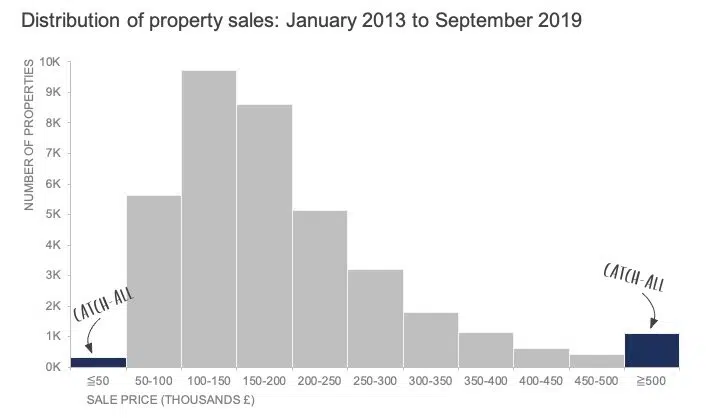 Distribution of property sales: January 2013 to September 2019
NUMBER OF PROPERTIES
10K
9K
8K
7K
6K
5K
4K
3K
2K
1K
0K
CATCH-ALL
CATCH-ALL
≦50 50-100 100-150 150-200 200-250 250-300 300-350 350-400 400-450 450-500 ≧500
SALE PRICE (THOUSANDS £)